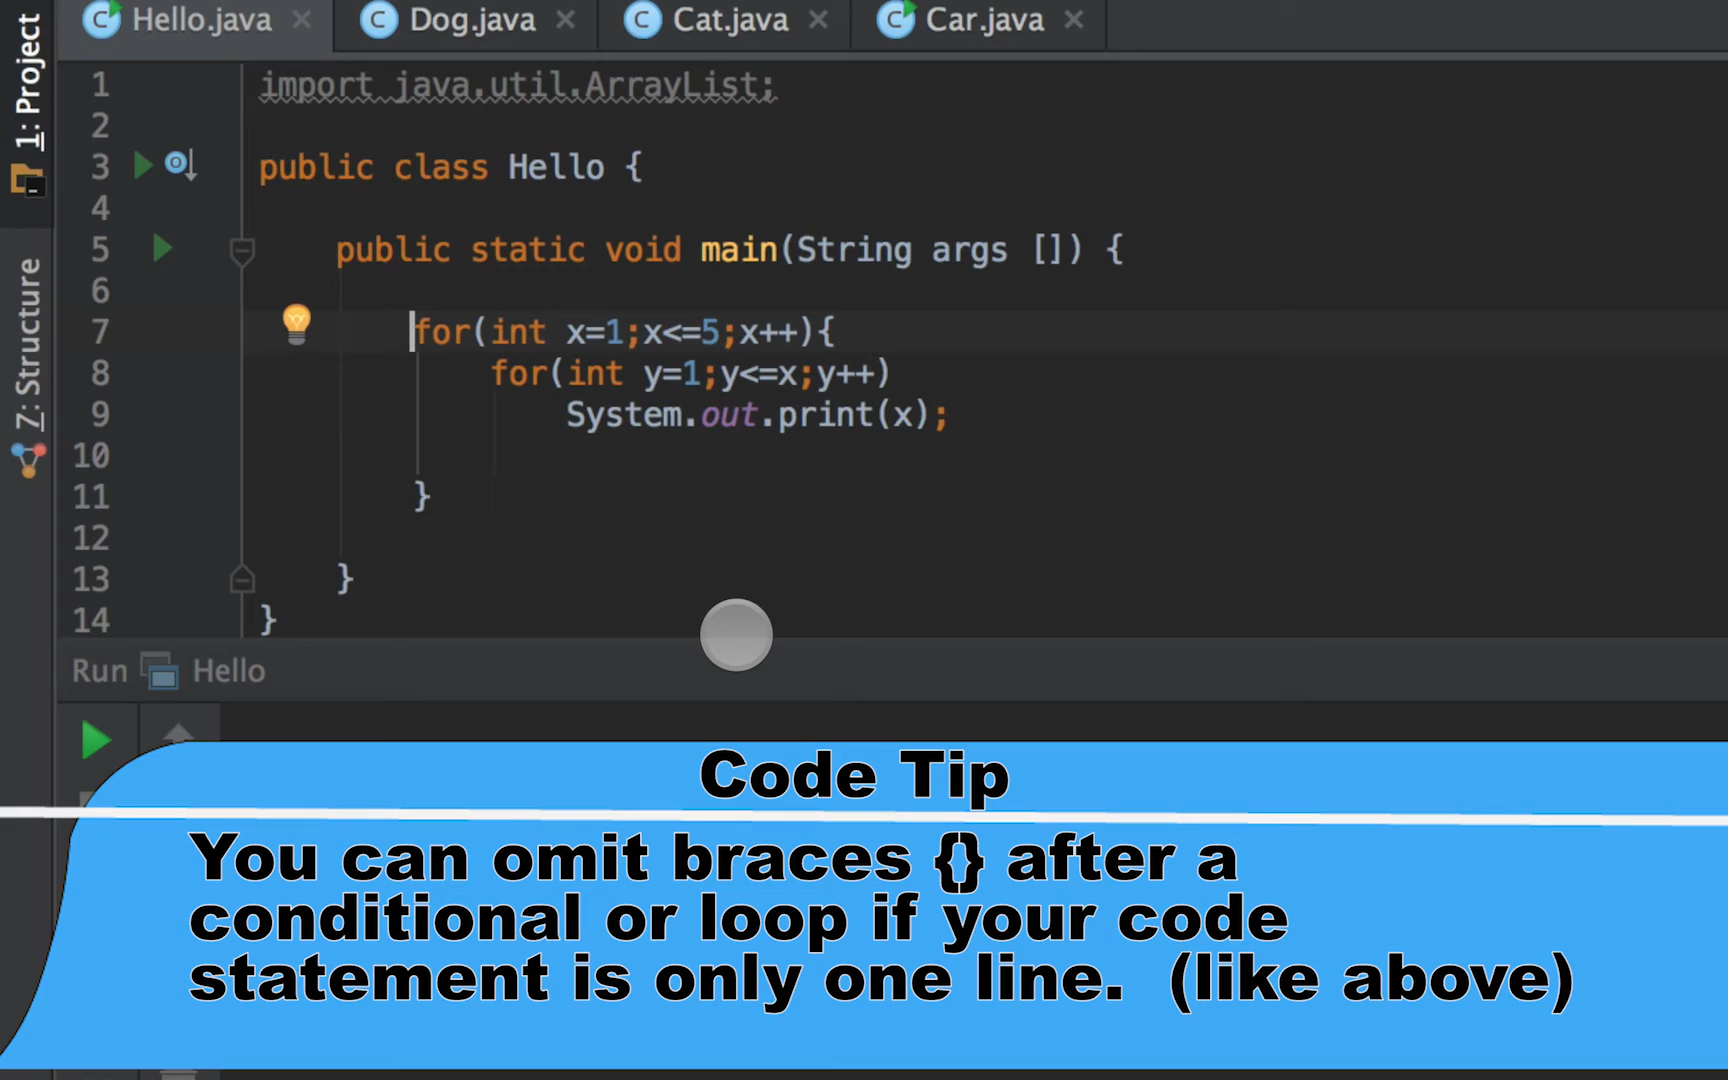 Hello.java Dog.java Cat.java Car.java
1: Project
7: Structure
1 import java.util.ArrayList;
2
3 public class Hello {
4
5 public static void main(String args []) {
6
7 for(int x=1;x<=5;x++){
8 for(int y=1;y<=x;y++)
9 System.out.print(x);
10
11 }
12
13 }
14 }
Run Hello
Code Tip
You can omit braces {} after a
conditional or loop if your code
statement is only one line. (like above)